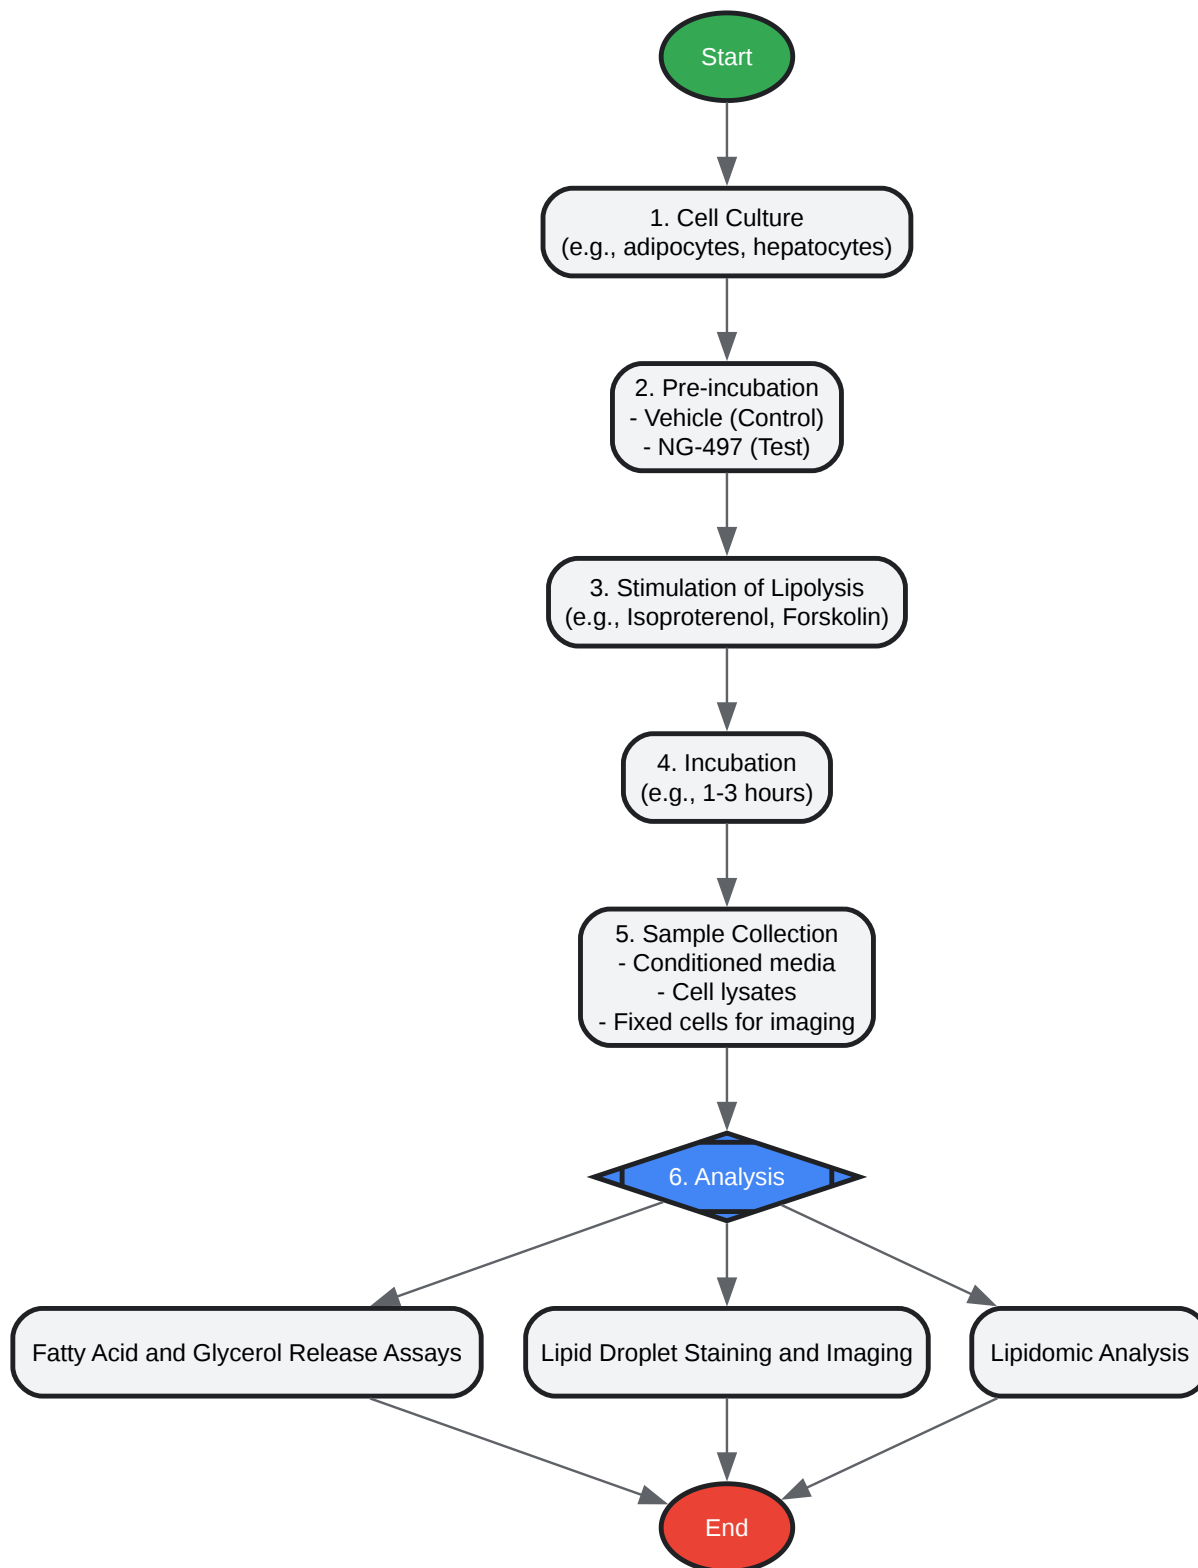 Start
1. Cell Culture
(e.g., adipocytes, hepatocytes)
2. Pre-incubation
- Vehicle (Control)
- NG-497 (Test)
3. Stimulation of Lipolysis
(e.g., Isoproterenol, Forskolin)
4. Incubation
(e.g., 1-3 hours)
5. Sample Collection
- Conditioned media
- Cell lysates
- Fixed cells for imaging
6. Analysis
Fatty Acid and Glycerol Release Assays
Lipid Droplet Staining and Imaging
Lipidomic Analysis
End